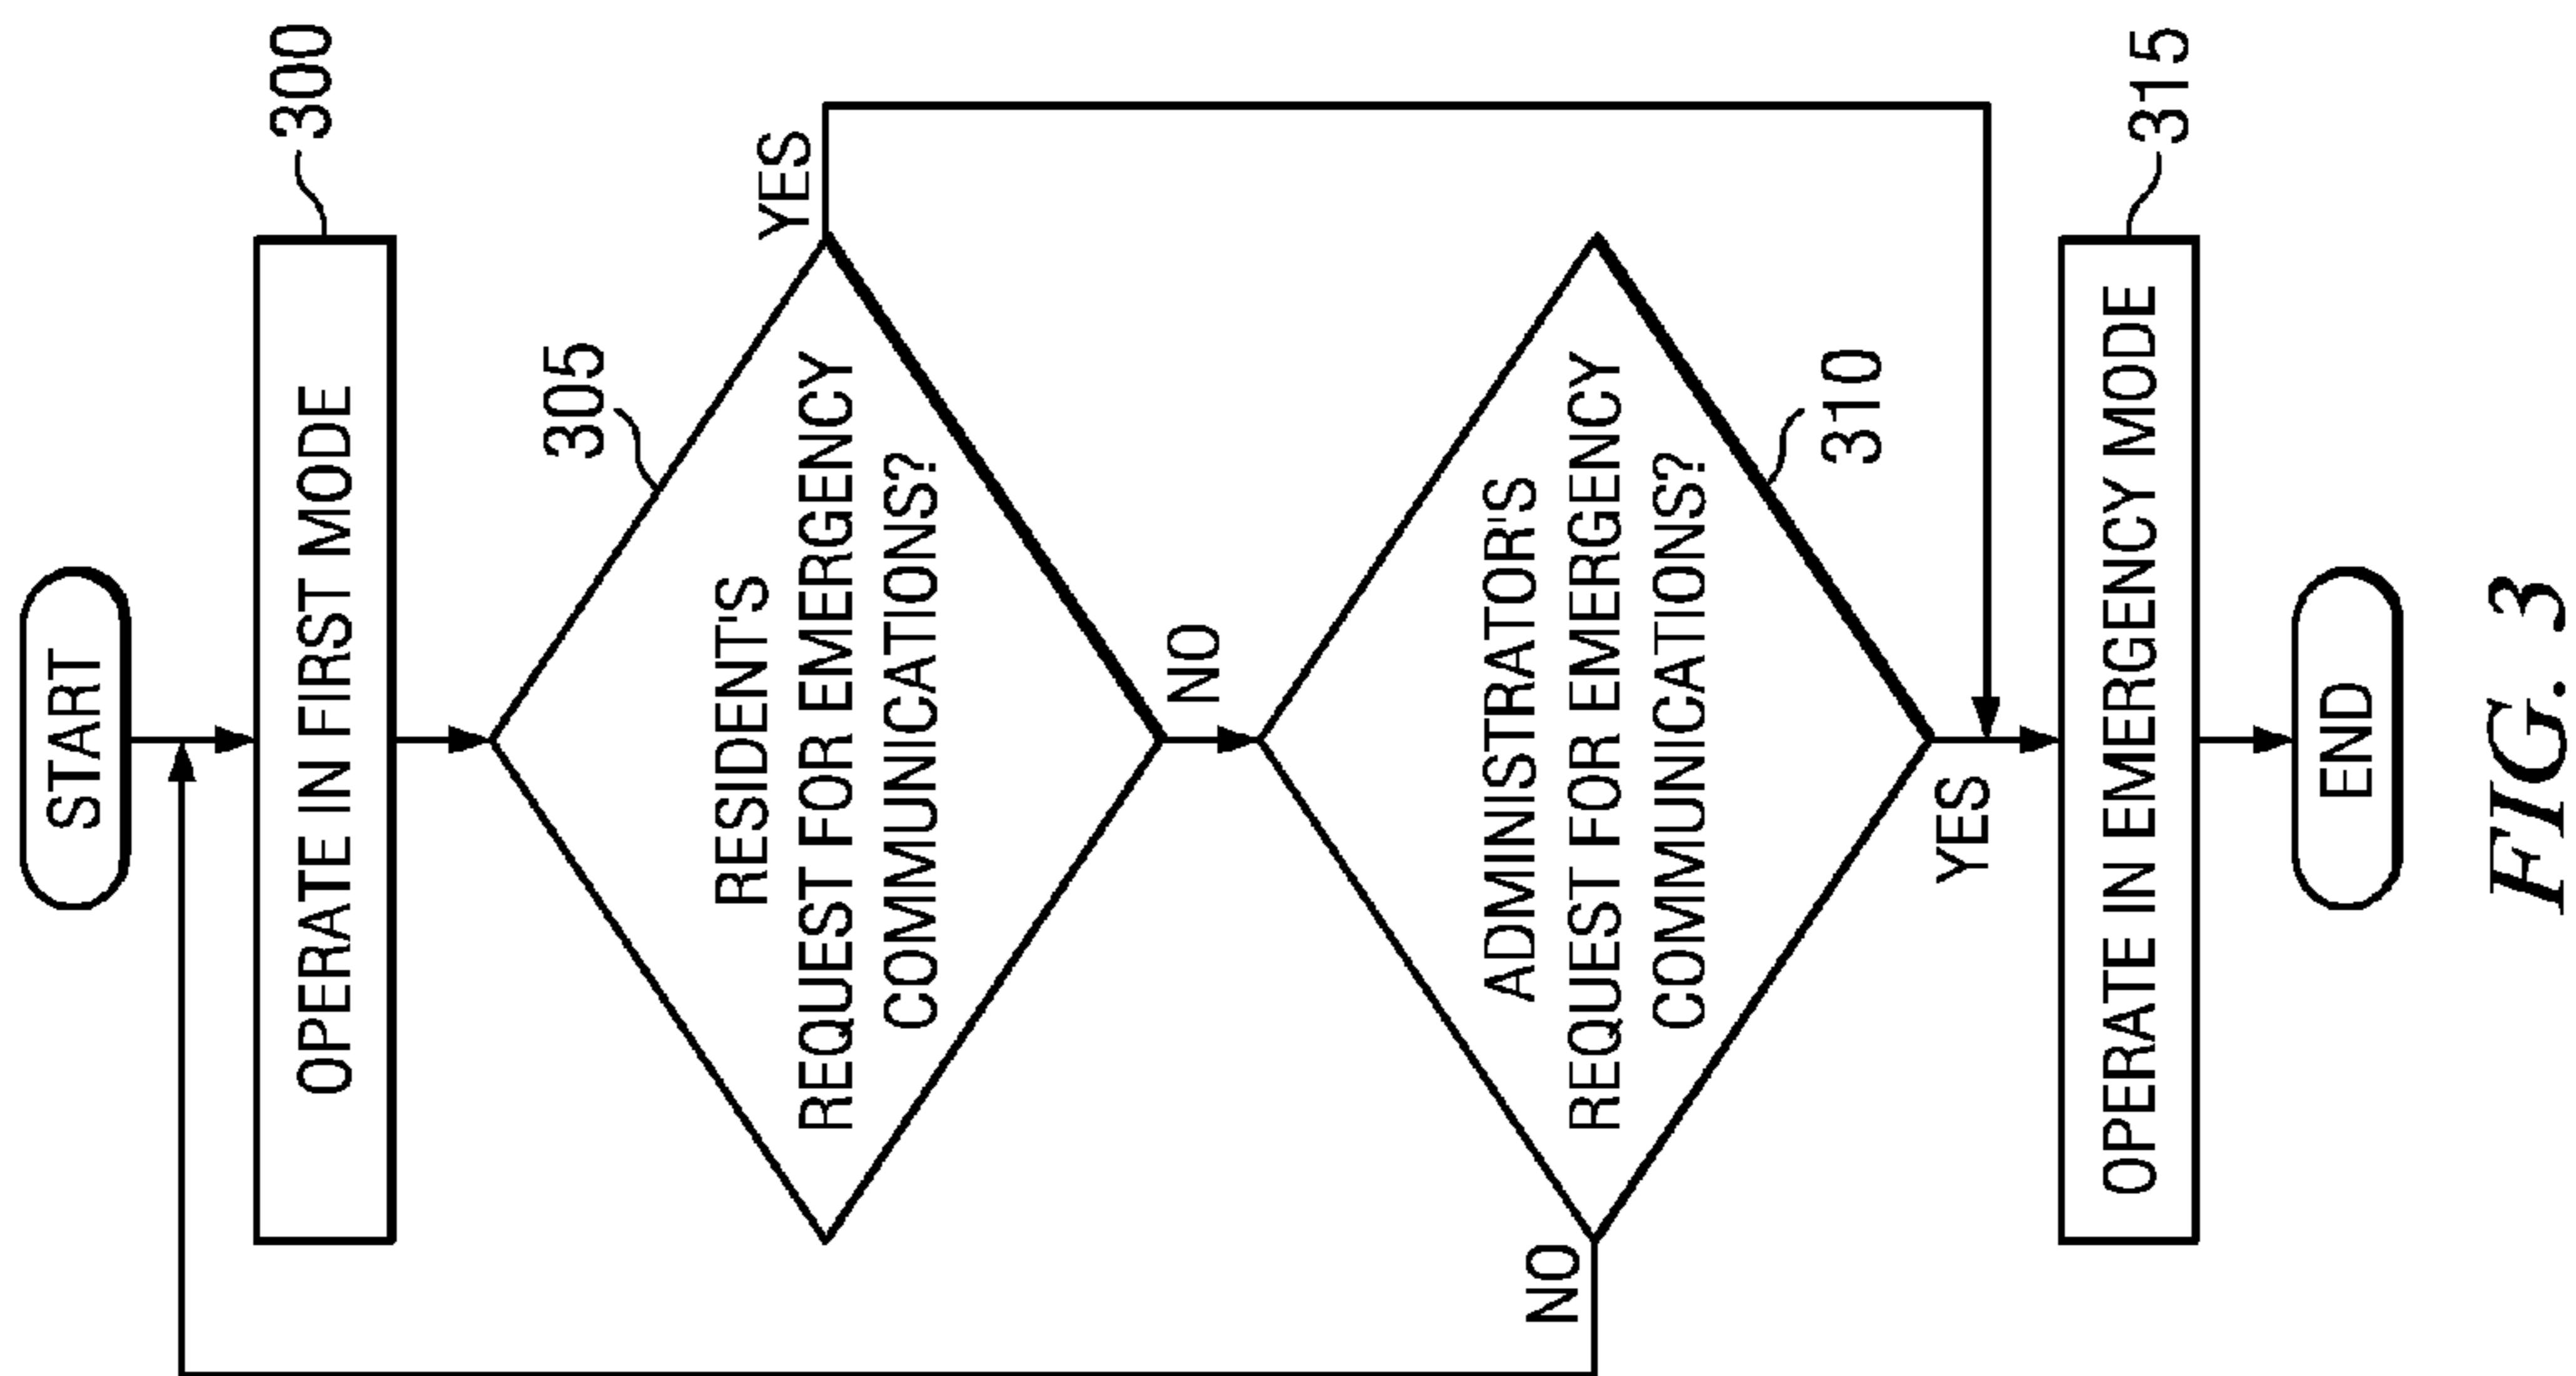 START
300
OPERATE IN FIRST MODE
305
RESIDENT'S
REQUEST FOR EMERGENCY
COMMUNICATIONS?
YES
NO
ADMINISTRATOR'S
REQUEST FOR EMERGENCY
COMMUNICATIONS?
310
NO
YES
315
OPERATE IN EMERGENCY MODE
END
FIG. 3